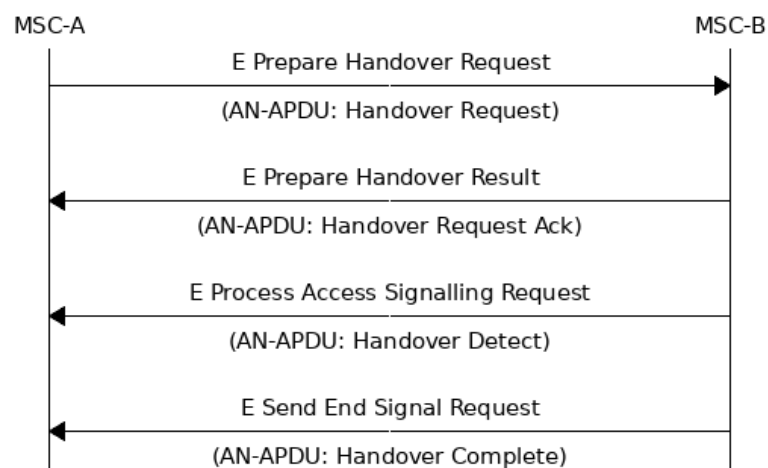 MSC-A MSC-B
E Prepare Handover Request
(AN-APDU: Handover Request)
E Prepare Handover Result
(AN-APDU: Handover Request Ack)
E Process Access Signalling Request
(AN-APDU: Handover Detect)
E Send End Signal Request
(AN-APDU: Handover Complete)